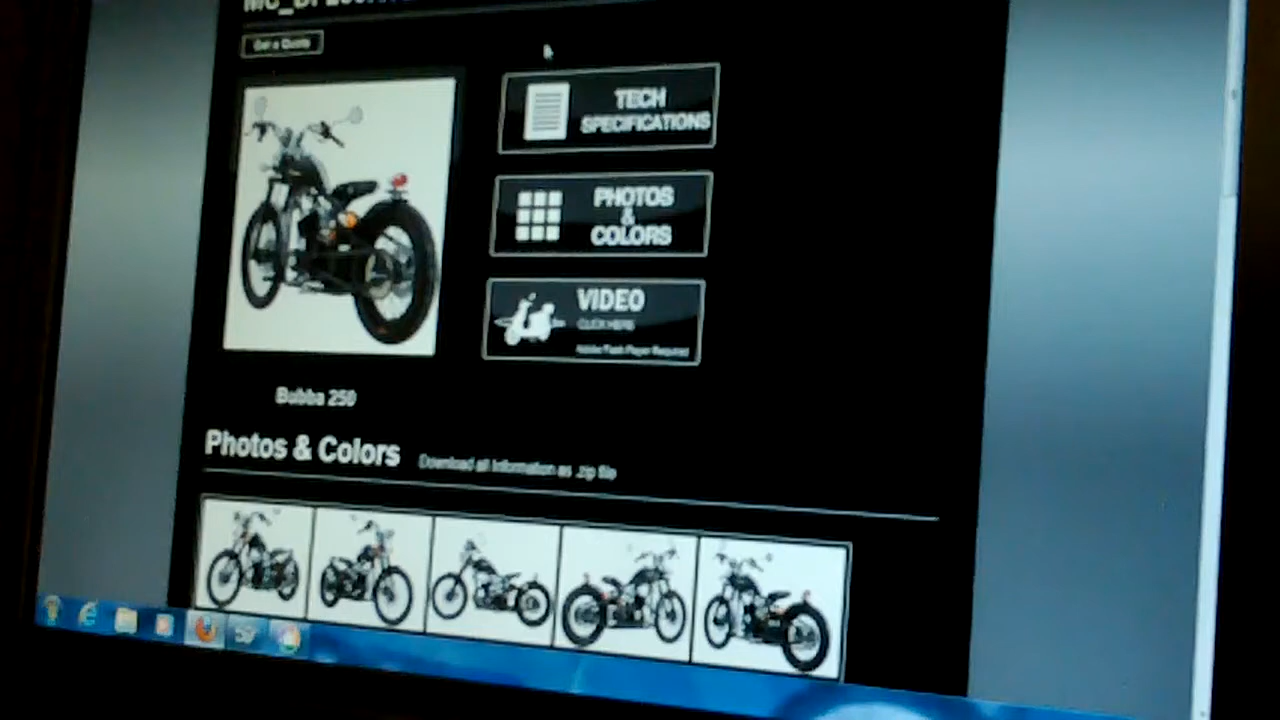 Get a Quote
TECH
SPECIFICATIONS
PHOTOS
&
COLORS
VIDEO
CLICK HERE
Adobe Flash Player Required
Bubba 250
Photos & Colors
Download all information as .zip file